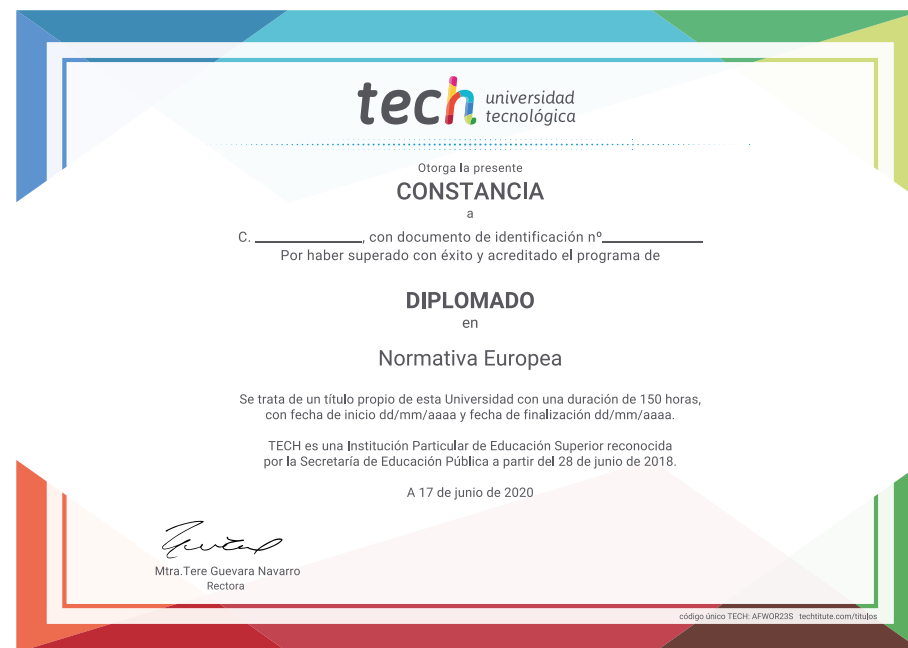 tech universidad
tecnológica
Otorga la presente
CONSTANCIA
a
C. ____________, con documento de identificación nº____________
Por haber superado con éxito y acreditado el programa de
DIPLOMADO
en
Normativa Europea
Se trata de un título propio de esta Universidad con una duración de 150 horas,
con fecha de inicio dd/mm/aaaa y fecha de finalización dd/mm/aaaa.
TECH es una Institución Particular de Educación Superior reconocida
por la Secretaría de Educación Pública a partir del 28 de junio de 2018.
A 17 de junio de 2020
Mtra.Tere Guevara Navarro
Rectora
código único TECH: AFWOR23S techtitute.com/titulos